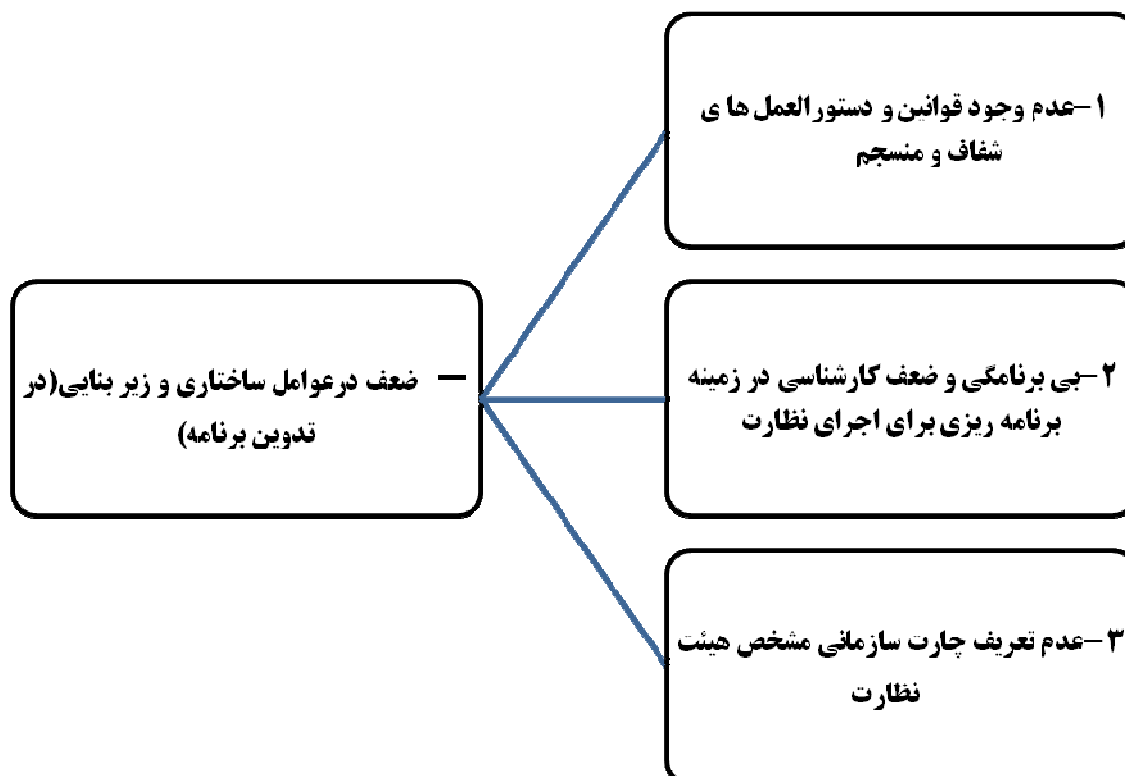 ۱-عدم وجود قوانین و دستورالعمل ها ی
شفاف و منسجم
— ضعف درعوامل ساختاری و زیر بنایی(در
تدوین برنامه)
۲-بی برنامگی و ضعف کارشناسی در زمینه
برنامه ریزی برای اجرای نظارت
۳-عدم تعریف چارت سازمانی مشخص هیئت
نظارت